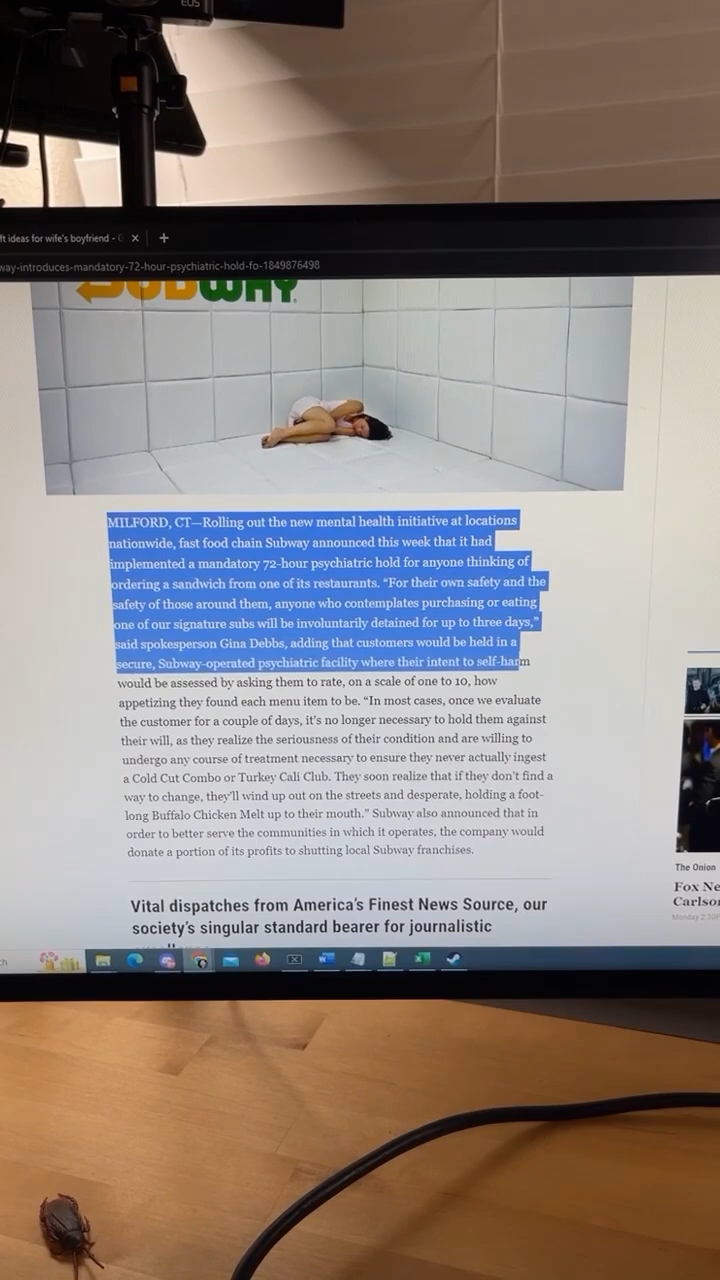 EOS
ft ideas for wife's boyfriend - G
way-introduces-mandatory-72-hour-psychiatric-hold-fo-1849876498
SUBWAY
MILFORD, CT—Rolling out the new mental health initiative at locations
nationwide, fast food chain Subway announced this week that it had
implemented a mandatory 72-hour psychiatric hold for anyone thinking of
ordering a sandwich from one of its restaurants. “For their own safety and the
safety of those around them, anyone who contemplates purchasing or eating
one of our signature subs will be involuntarily detained for up to three days,”
said spokesperson Gina Debbs, adding that customers would be held in a
secure, Subway-operated psychiatric facility where their intent to self-harm
would be assessed by asking them to rate, on a scale of one to 10, how
appetizing they found each menu item to be. “In most cases, once we evaluate
the customer for a couple of days, it’s no longer necessary to hold them against
their will, as they realize the seriousness of their condition and are willing to
undergo any course of treatment necessary to ensure they never actually ingest
a Cold Cut Combo or Turkey Cali Club. They soon realize that if they don’t find a
way to change, they’ll wind up out on the streets and desperate, holding a foot-
long Buffalo Chicken Melt up to their mouth.” Subway also announced that in
order to better serve the communities in which it operates, the company would
donate a portion of its profits to shutting local Subway franchises.
The Onion
Fox Ne
Carlso
Monday 2:30P
Vital dispatches from America’s Finest News Source, our
society’s singular standard bearer for journalistic
ch